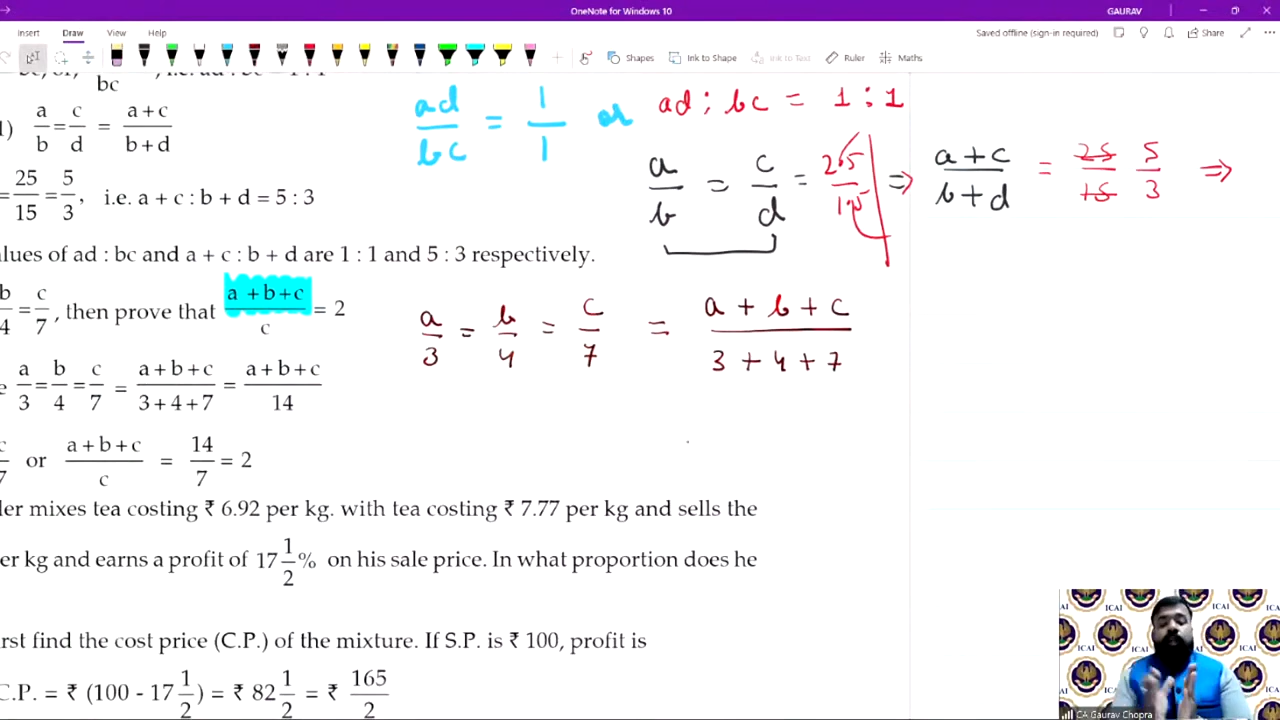 OneNote for Windows 10
GAURAV
Insert Draw View Help
Saved offline (sign in required) Share
Shapes Ink to Shape Ink to Text Ruler Maths
bc
ad/bc = 1/1 or ad ; bc = 1 : 1
1) a/b = c/d = (a + c)/(b + d)
a/b = c/d = 25/15 ⇒ (a + c)/(b + d) = 25/15 5/3 ⇒
= 25/15 = 5/3, i.e. a + c : b + d = 5 : 3
alues of ad : bc and a + c : b + d are 1 : 1 and 5 : 3 respectively.
b/4 = c/7, then prove that (a + b + c)/c = 2
a/3 = b/4 = c/7 = (a + b + c)/(3 + 4 + 7)
e a/3 = b/4 = c/7 = (a + b + c)/(3 + 4 + 7) = (a + b + c)/14
c/7 or (a + b + c)/c = 14/7 = 2
ler mixes tea costing ₹ 6.92 per kg. with tea costing ₹ 7.77 per kg and sells the
er kg and earns a profit of 17 1/2% on his sale price. In what proportion does he
irst find the cost price (C.P.) of the mixture. If S.P. is ₹ 100, profit is
C.P. = ₹ (100 - 17 1/2) = ₹ 82 1/2 = ₹ 165/2
ICAI
CA Gaurav Chopra